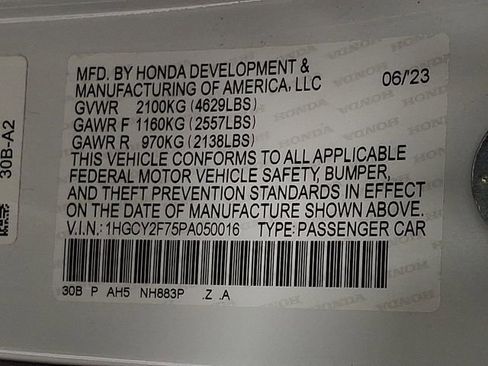 MFD. BY HONDA DEVELOPMENT &
MANUFACTURING OF AMERICA, LLC 06/23
GVWR 2100KG (4629LBS)
GAWR F 1160KG (2557LBS)
GAWR R 970KG (2138LBS)
THIS VEHICLE CONFORMS TO ALL APPLICABLE
FEDERAL MOTOR VEHICLE SAFETY, BUMPER,
AND THEFT PREVENTION STANDARDS IN EFFECT
ON THE DATE OF MANUFACTURE SHOWN ABOVE.
V.I.N.: 1HGCY2F75PA050016 TYPE: PASSENGER CAR
30B P AH5 NH883P .Z .A
30B-A2
HONDA